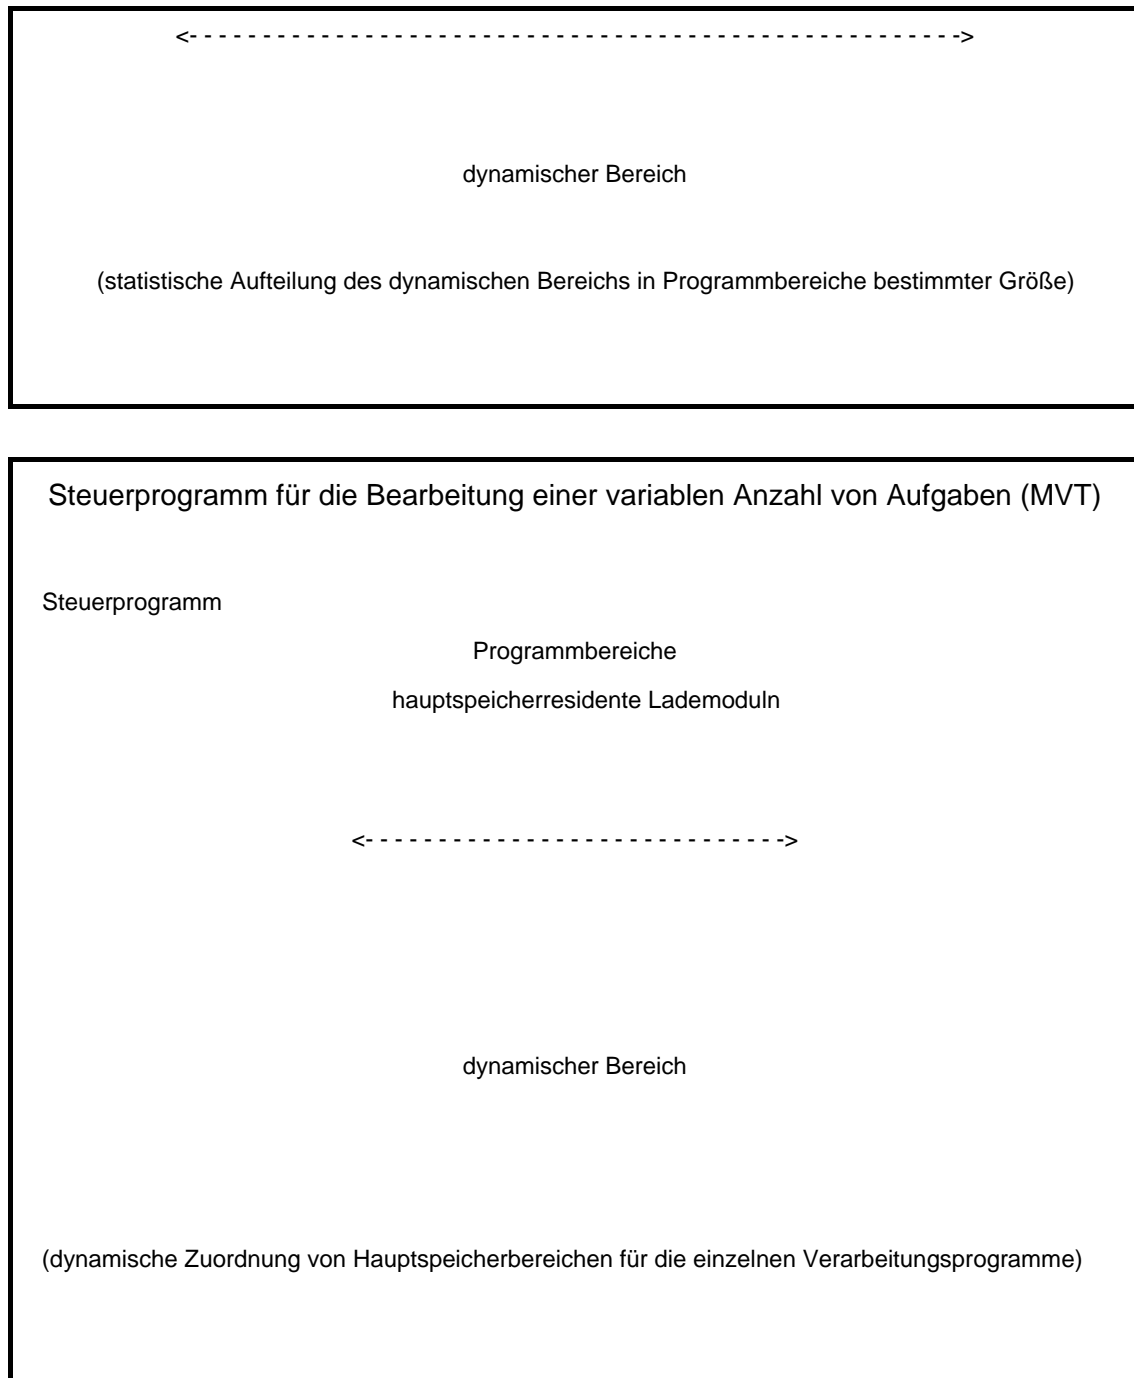 <- - - - - - - - - - - - - - - - - - - - - - - - - - - - - - - - - - - - - - - - - - - - - - - - - - - - ->
dynamischer Bereich
(statistische Aufteilung des dynamischen Bereichs in Programmbereiche bestimmter Größe)
Steuerprogramm für die Bearbeitung einer variablen Anzahl von Aufgaben (MVT)
Steuerprogramm
Programmbereiche
hauptspeicherresidente Lademoduln
<- - - - - - - - - - - - - - - - - - - - - - - - - - - - ->
dynamischer Bereich
(dynamische Zuordnung von Hauptspeicherbereichen für die einzelnen Verarbeitungsprogramme)